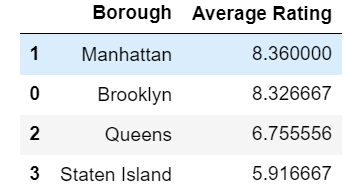 Borough Average Rating
1 Manhattan 8.360000
0 Brooklyn 8.326667
2 Queens 6.755556
3 Staten Island 5.916667